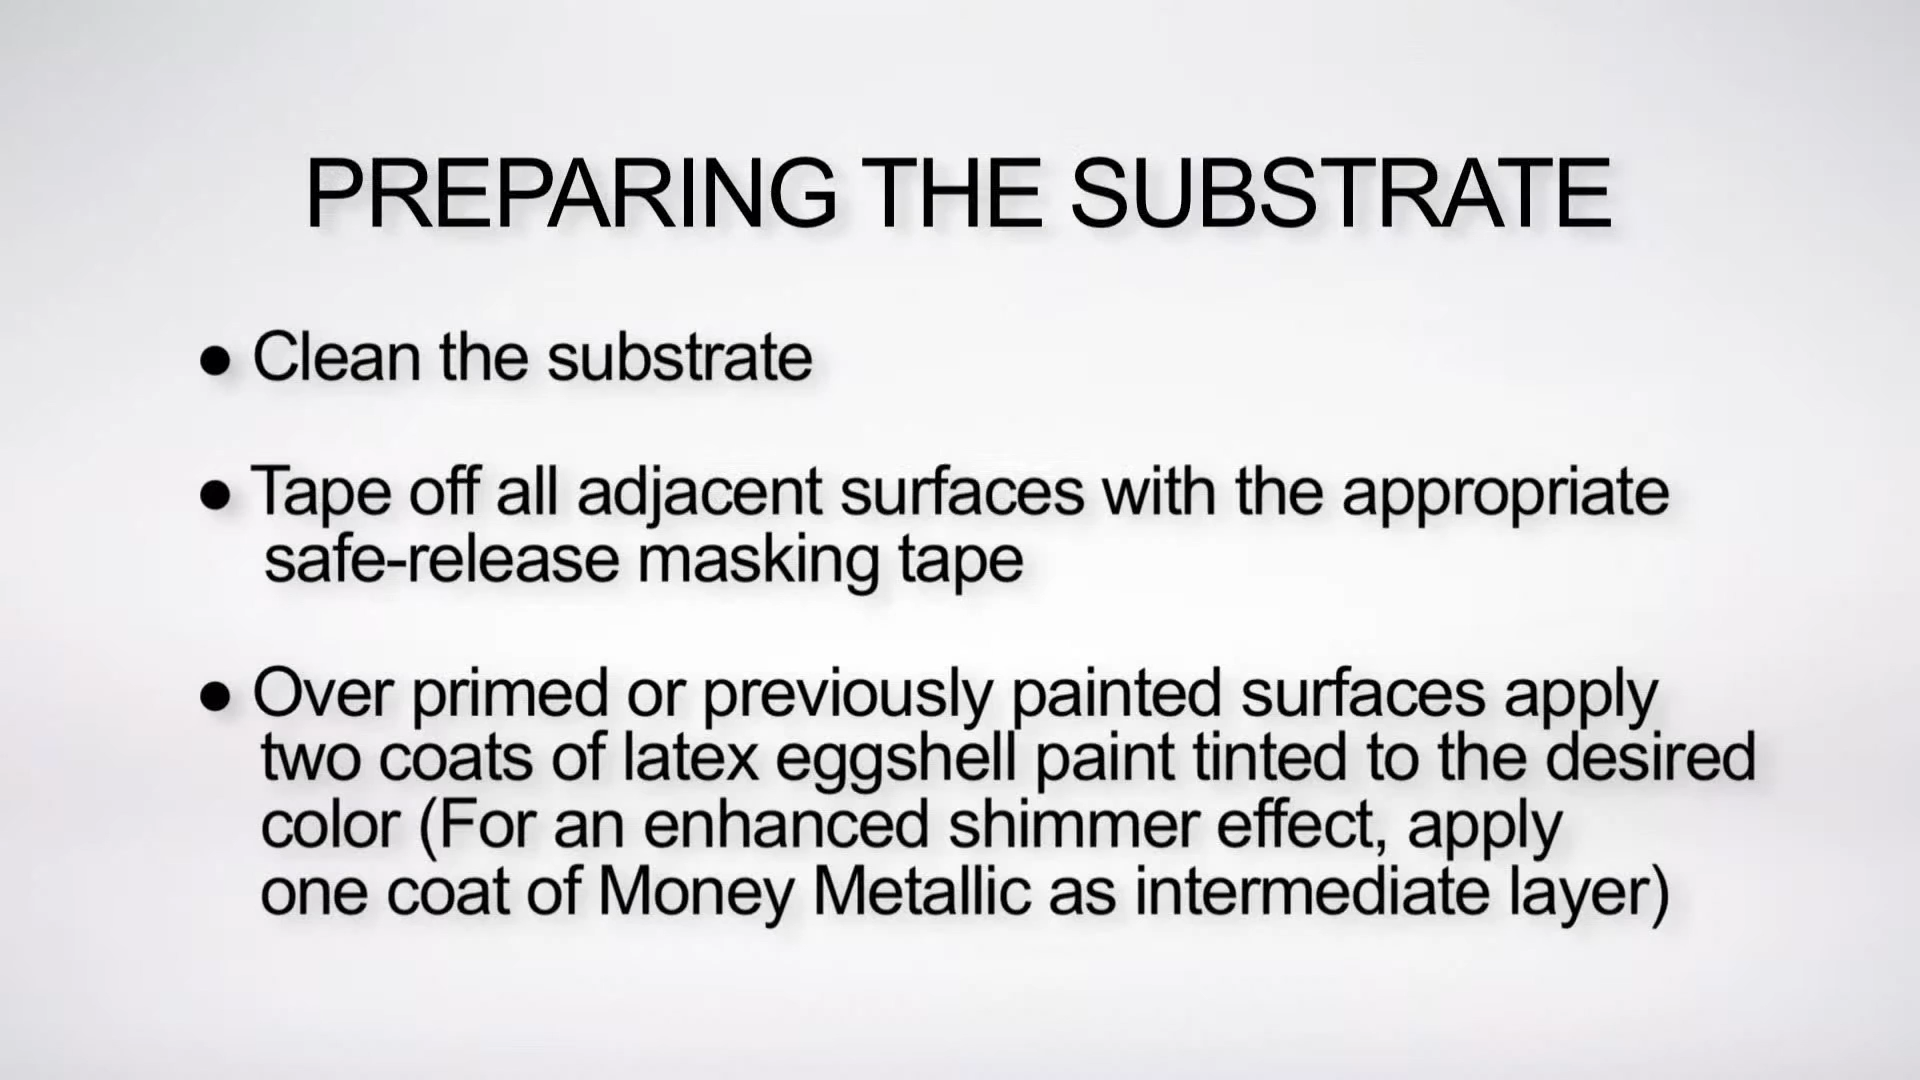 PREPARING THE SUBSTRATE
● Clean the substrate
● Tape off all adjacent surfaces with the appropriate
safe-release masking tape
● Over primed or previously painted surfaces apply
two coats of latex eggshell paint tinted to the desired
color (For an enhanced shimmer effect, apply
one coat of Money Metallic as intermediate layer)